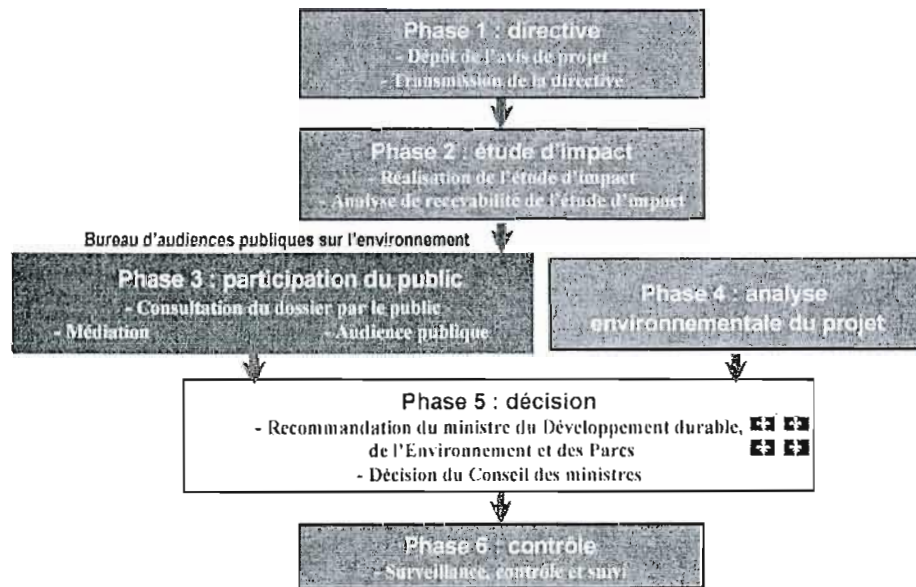 Phase 1 : directive
- Dépôt de l'avis de projet
- Transmission de la directive
Phase 2 : étude d'impact
- Réalisation de l'étude d'impact
- Analyse de recevabilité de l'étude d'impact
Bureau d'audiences publiques sur l'environnement
Phase 3 : participation du public
- Consultation du dossier par le public
- Médiation - Audience publique
Phase 4 : analyse
environnementale du projet
Phase 5 : décision
- Recommandation du ministre du Développement durable,
de l'Environnement et des Parcs
- Décision du Conseil des ministres
Phase 6 : contrôle
- Surveillance, contrôle et suivi